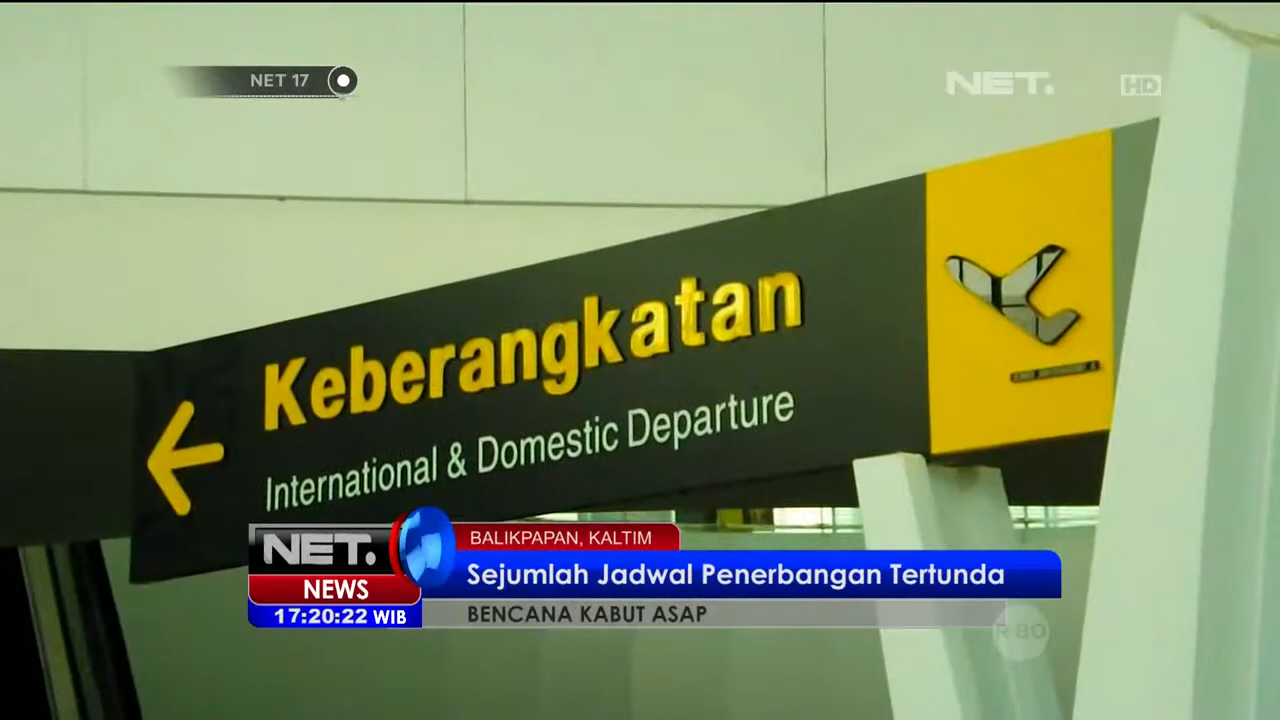 NET 17
NET.
HD
Keberangkatan
International & Domestic Departure
NET.
NEWS
17:20:22 WIB
BALIKPAPAN, KALTIM
Sejumlah Jadwal Penerbangan Tertunda
BENCANA KABUT ASAP
R-BO